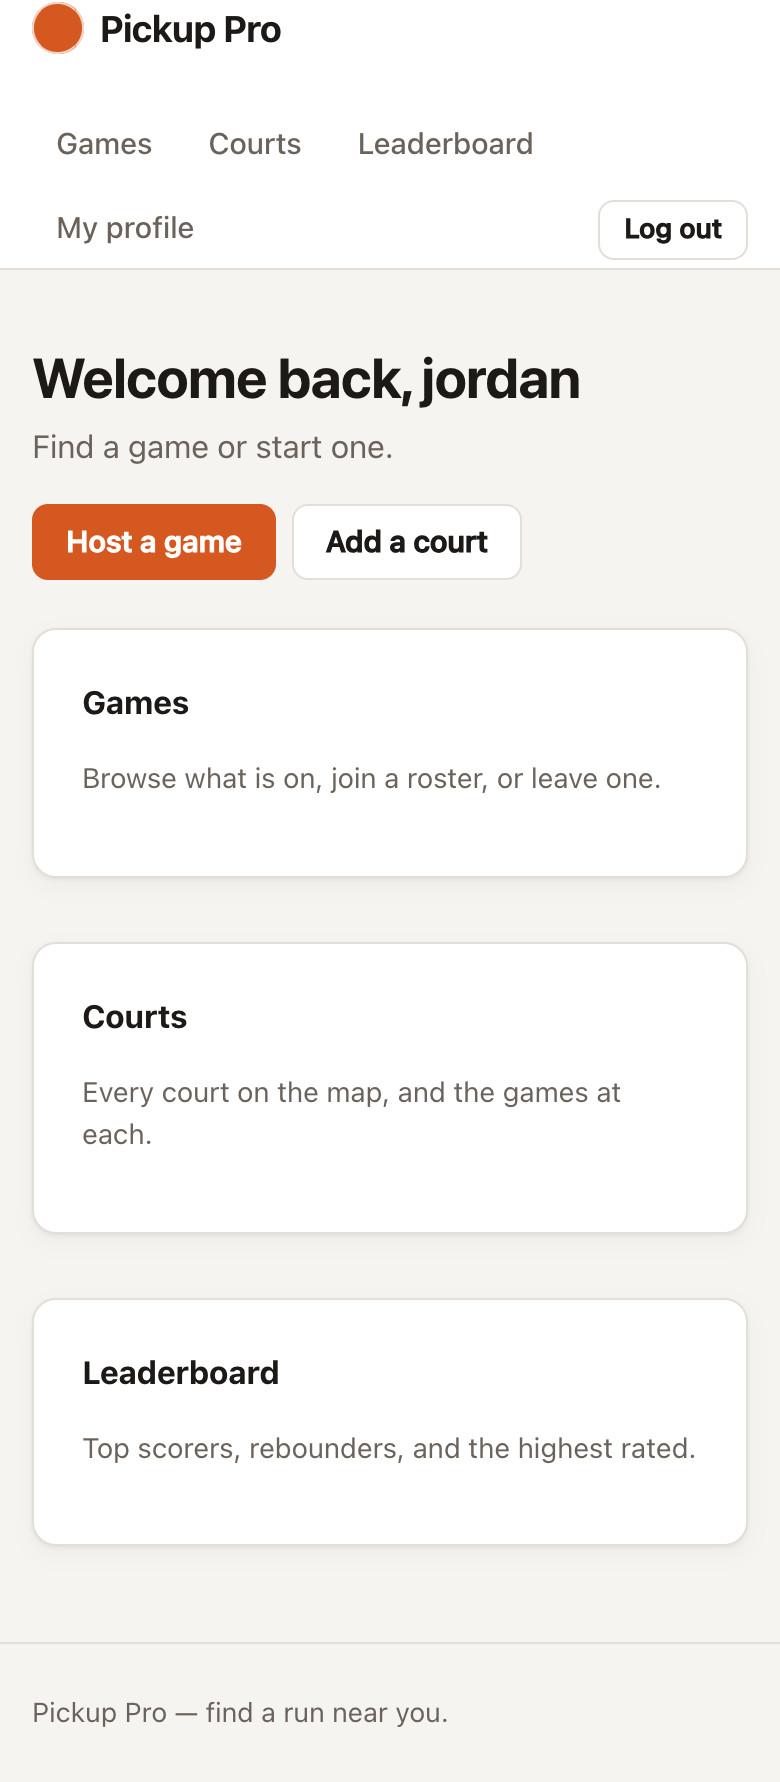 Pickup Pro
Games Courts Leaderboard
My profile Log out
Welcome back, jordan
Find a game or start one.
Host a game Add a court
Games
Browse what is on, join a roster, or leave one.
Courts
Every court on the map, and the games at
each.
Leaderboard
Top scorers, rebounders, and the highest rated.
Pickup Pro — find a run near you.